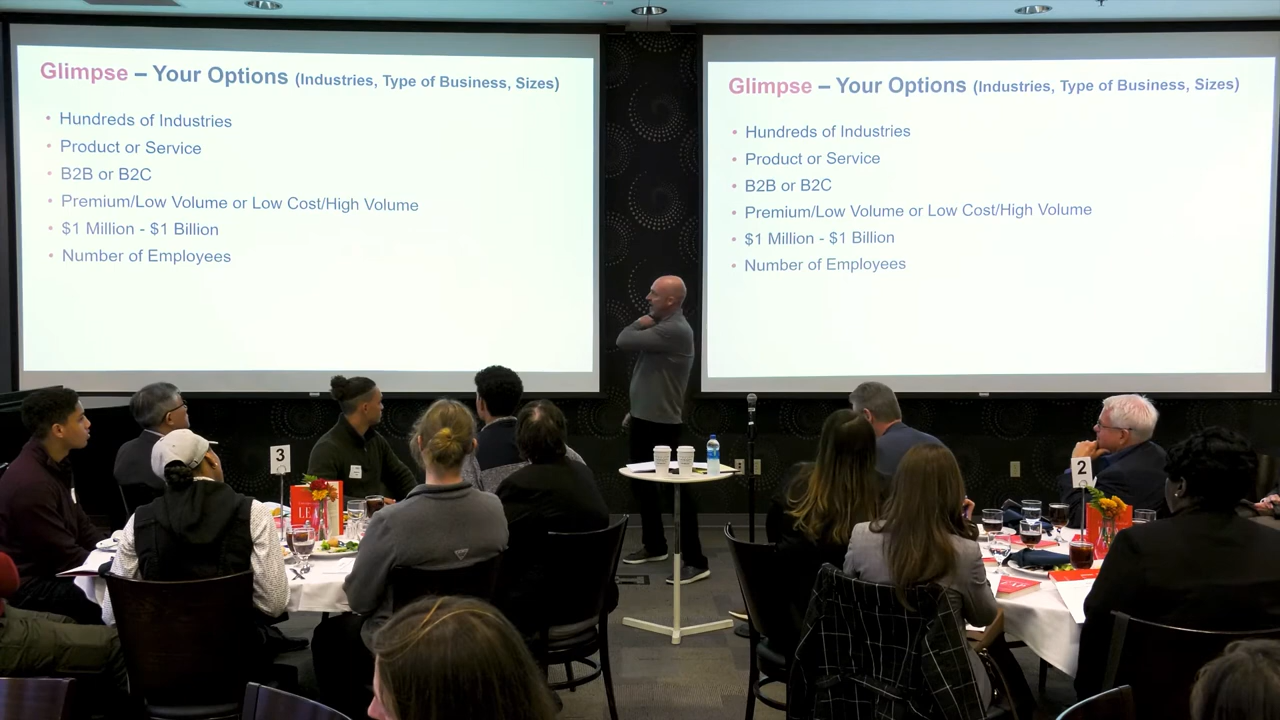 Glimpse – Your Options (Industries, Type of Business, Sizes)
• Hundreds of Industries
• Product or Service
• B2B or B2C
• Premium/Low Volume or Low Cost/High Volume
• $1 Million - $1 Billion
• Number of Employees
Glimpse – Your Options (Industries, Type of Business, Sizes)
• Hundreds of Industries
• Product or Service
• B2B or B2C
• Premium/Low Volume or Low Cost/High Volume
• $1 Million - $1 Billion
• Number of Employees
3
2